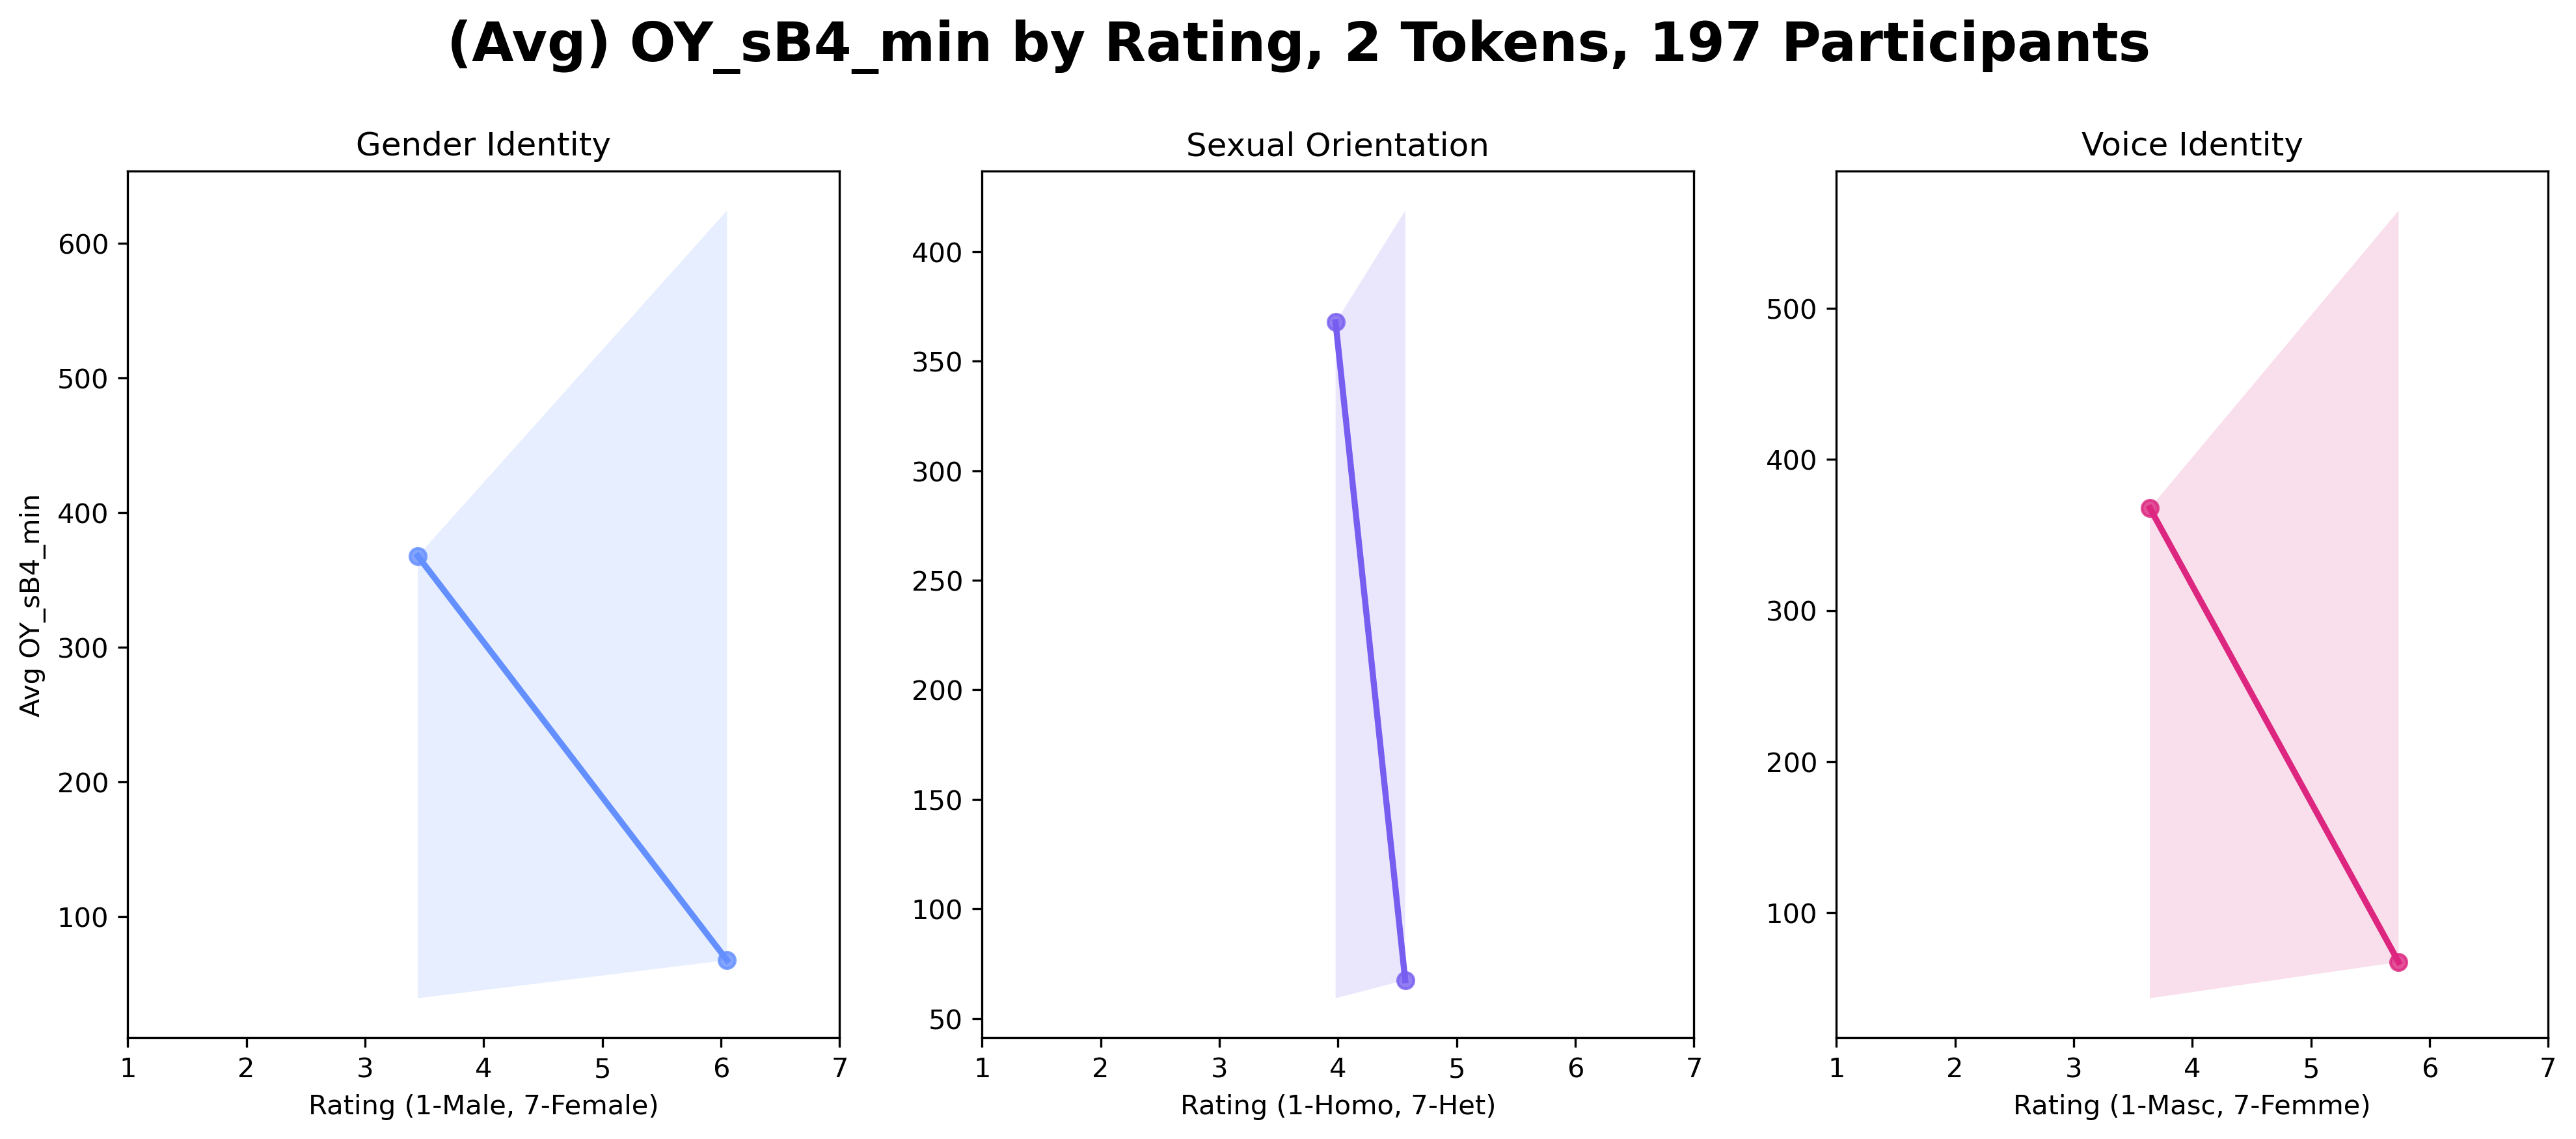 (Avg) OY_sB4_min by Rating, 2 Tokens, 197 Participants
Gender Identity
Avg OY_sB4_min
600
500
400
300
200
100
1 2 3 4 5 6 7
Rating (1-Male, 7-Female)
Sexual Orientation
400
350
300
250
200
150
100
50
1 2 3 4 5 6 7
Rating (1-Homo, 7-Het)
Voice Identity
500
400
300
200
100
1 2 3 4 5 6 7
Rating (1-Masc, 7-Femme)